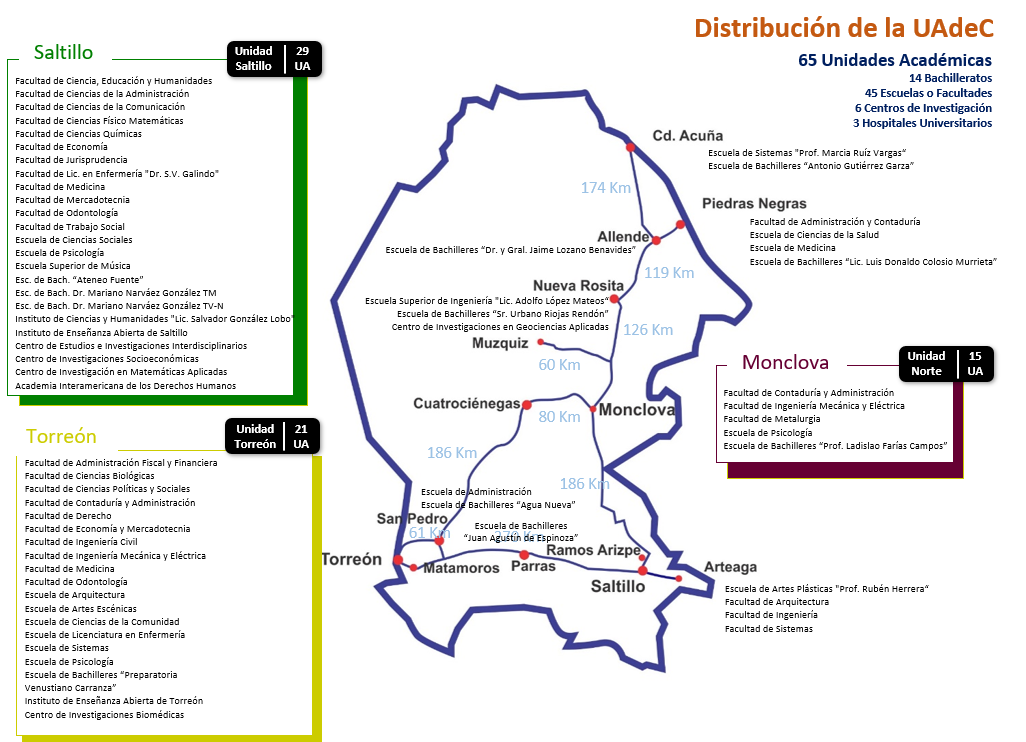 Distribución de la UAdeC
65 Unidades Académicas
14 Bachilleratos
45 Escuelas o Facultades
6 Centros de Investigación
3 Hospitales Universitarios
Saltillo
Unidad Saltillo
29 UA
Facultad de Ciencia, Educación y Humanidades
Facultad de Ciencias de la Administración
Facultad de Ciencias de la Comunicación
Facultad de Ciencias Físico Matemáticas
Facultad de Ciencias Químicas
Facultad de Economía
Facultad de Jurisprudencia
Facultad de Lic. en Enfermería "Dr. S.V. Galindo"
Facultad de Medicina
Facultad de Mercadotecnia
Facultad de Odontología
Facultad de Trabajo Social
Escuela de Ciencias Sociales
Escuela de Psicología
Escuela Superior de Música
Esc. de Bach. “Ateneo Fuente”
Esc. de Bach. Dr. Mariano Narváez González TM
Esc. de Bach. Dr. Mariano Narváez González TV-N
Instituto de Ciencias y Humanidades "Lic. Salvador González Lobo"
Instituto de Enseñanza Abierta de Saltillo
Centro de Estudios e Investigaciones Interdisciplinarios
Centro de Investigaciones Socioeconómicas
Centro de Investigación en Matemáticas Aplicadas
Academia Interamericana de los Derechos Humanos
Torreón
Unidad Torreón
21 UA
Facultad de Administración Fiscal y Financiera
Facultad de Ciencias Biológicas
Facultad de Ciencias Políticas y Sociales
Facultad de Contaduría y Administración
Facultad de Derecho
Facultad de Economía y Mercadotecnia
Facultad de Ingeniería Civil
Facultad de Ingeniería Mecánica y Eléctrica
Facultad de Medicina
Facultad de Odontología
Escuela de Arquitectura
Escuela de Artes Escénicas
Escuela de Ciencias de la Comunidad
Escuela de Licenciatura en Enfermería
Escuela de Sistemas
Escuela de Psicología
Escuela de Bachilleres “Preparatoria
Venustiano Carranza”
Instituto de Enseñanza Abierta de Torreón
Centro de Investigaciones Biomédicas
Cd. Acuña
Escuela de Sistemas "Prof. Marcia Ruíz Vargas“
Escuela de Bachilleres “Antonio Gutiérrez Garza”
174 Km
Piedras Negras
Facultad de Administración y Contaduría
Escuela de Ciencias de la Salud
Escuela de Medicina
Escuela de Bachilleres “Lic. Luis Donaldo Colosio Murrieta”
Allende
Escuela de Bachilleres “Dr. y Gral. Jaime Lozano Benavides”
119 Km
Nueva Rosita
Escuela Superior de Ingeniería "Lic. Adolfo López Mateos“
Escuela de Bachilleres “Sr. Urbano Riojas Rendón”
Centro de Investigaciones en Geociencias Aplicadas
126 Km
Muzquiz
60 Km
Cuatrociénegas
80 Km
Monclova
Monclova
Unidad Norte
15 UA
Facultad de Contaduría y Administración
Facultad de Ingeniería Mecánica y Eléctrica
Facultad de Metalurgia
Escuela de Psicología
Escuela de Bachilleres “Prof. Ladislao Farías Campos”
186 Km
186 Km
Escuela de Administración
Escuela de Bachilleres “Agua Nueva”
San Pedro
61 Km
Escuela de Bachilleres
“Juan Agustín de Espinoza”
Torreón
Matamoros
Parras
Ramos Arizpe
Saltillo
Arteaga
Escuela de Artes Plásticas "Prof. Rubén Herrera“
Facultad de Arquitectura
Facultad de Ingeniería
Facultad de Sistemas